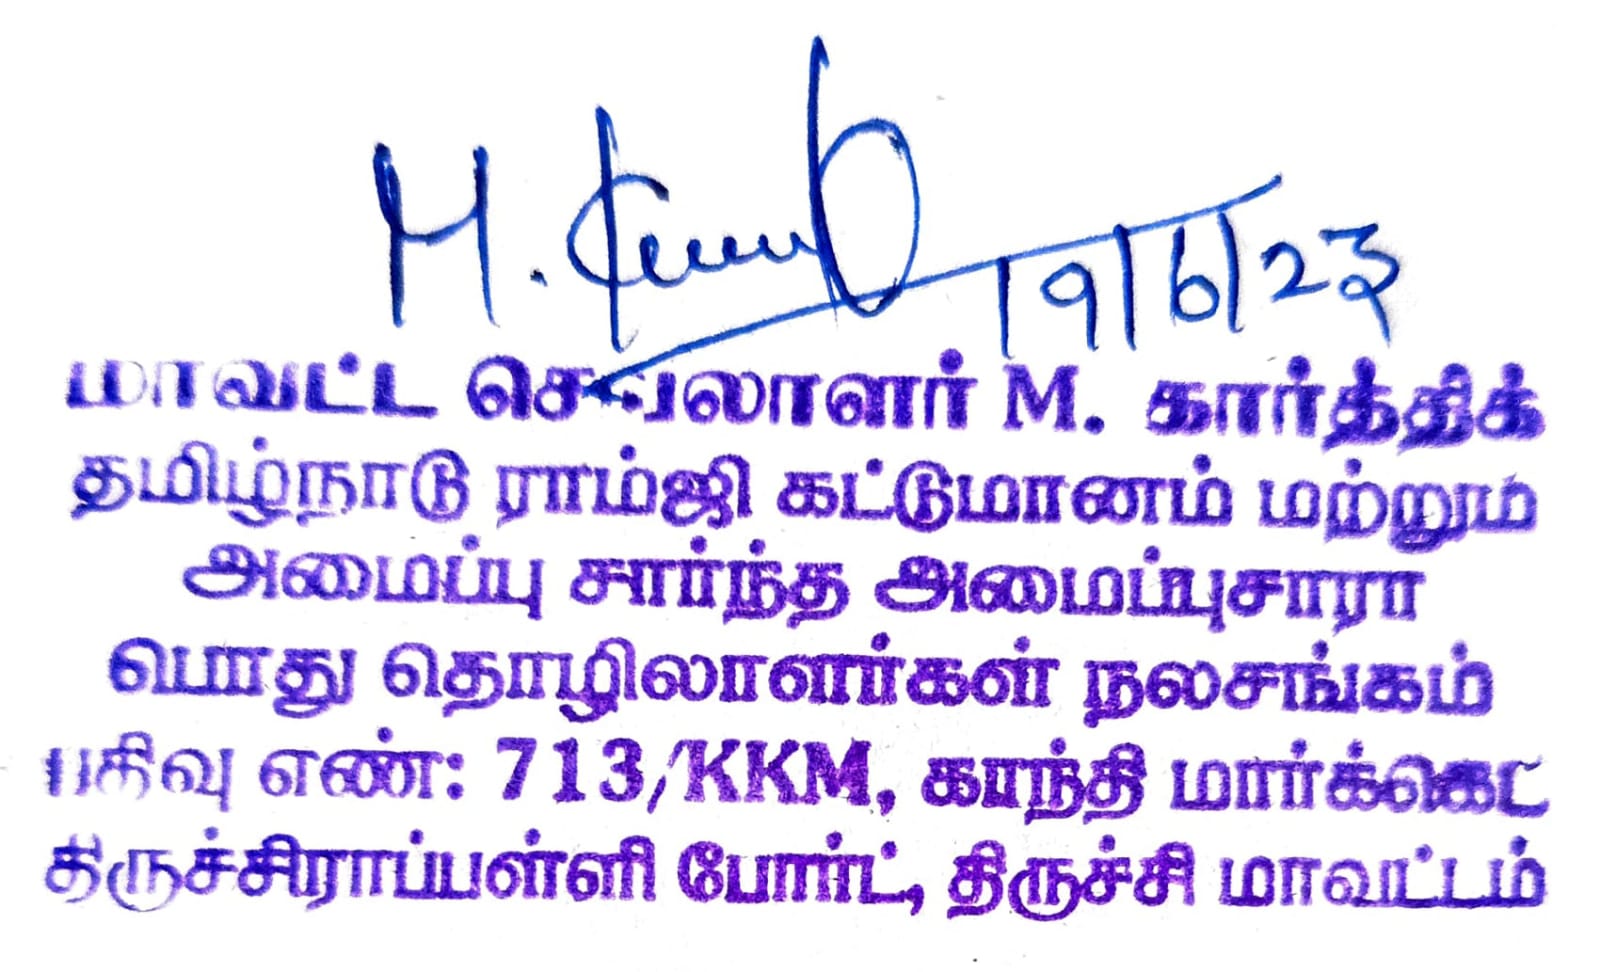 19/6/23
மாவட்ட செயலாளர் M. கார்த்திக்
தமிழ்நாடு ராம்ஜி கட்டுமானம் மற்றும்
அமைப்பு சார்ந்த அமைப்புசாரா
பொது தொழிலாளர்கள் நலசங்கம்
பதிவு எண்: 713/KKM, காந்தி மார்க்கெட்
திருச்சிராப்பள்ளி போர்ட், திருச்சி மாவட்டம்